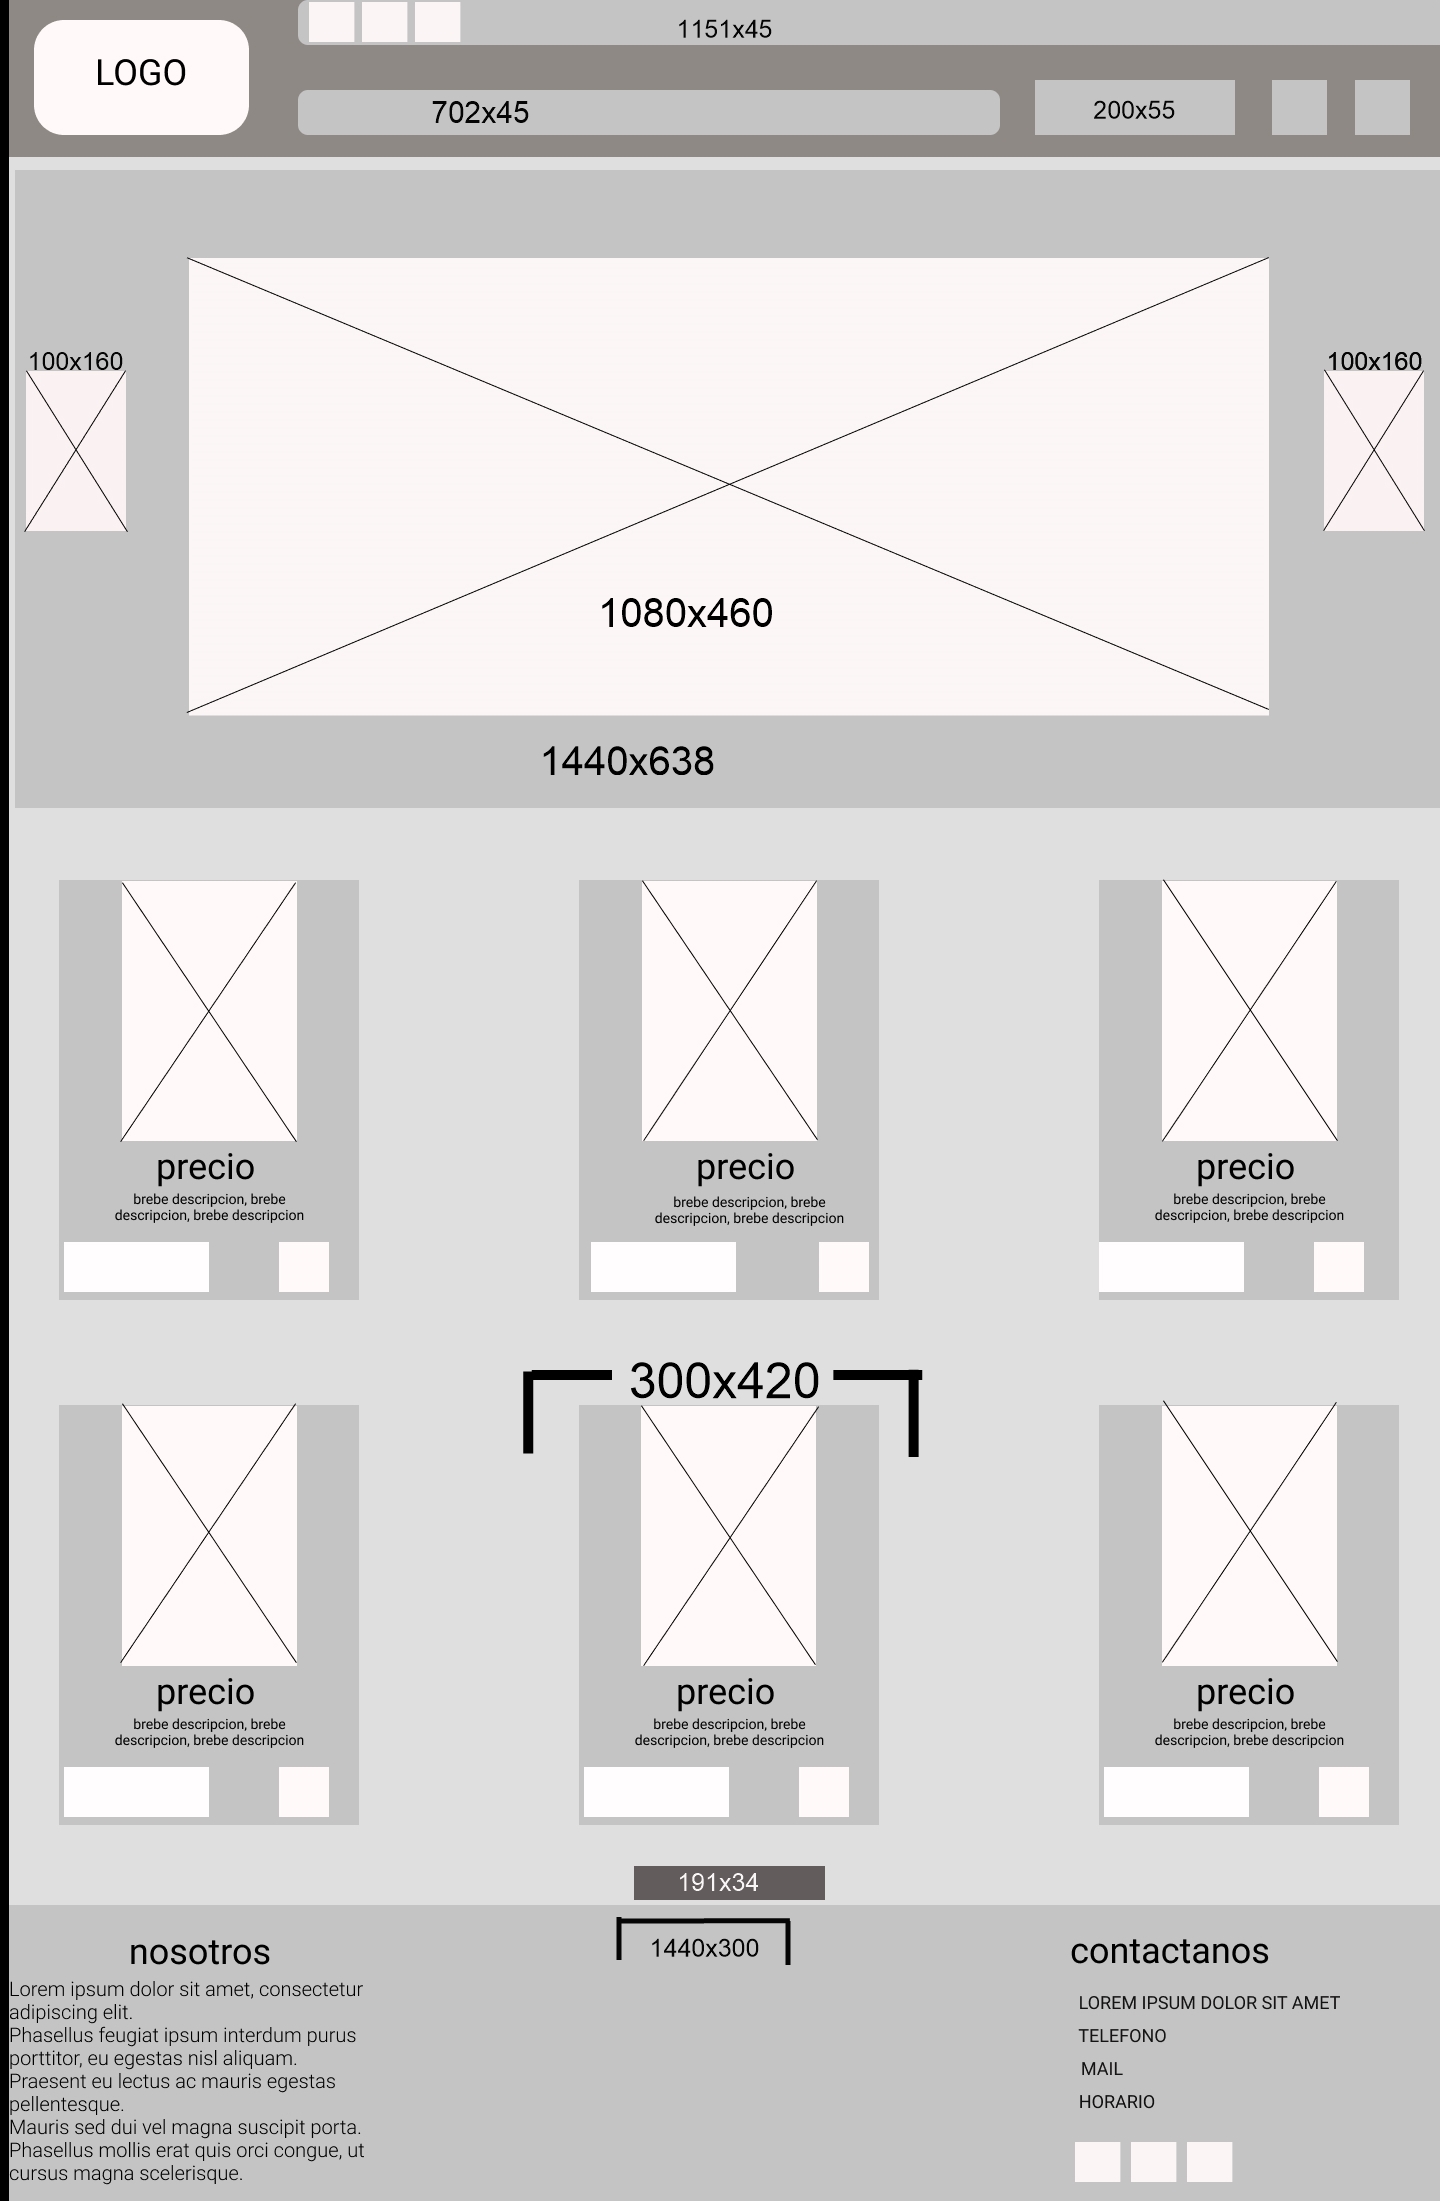 1151x45
LOGO
702x45
200x55
100x160
100x160
1080x460
1440x638
precio
brebe descripcion, brebe
descripcion, brebe descripcion
precio
brebe descripcion, brebe
descripcion, brebe descripcion
precio
brebe descripcion, brebe
descripcion, brebe descripcion
300x420
precio
brebe descripcion, brebe
descripcion, brebe descripcion
precio
brebe descripcion, brebe
descripcion, brebe descripcion
precio
brebe descripcion, brebe
descripcion, brebe descripcion
191x34
1440x300
nosotros
Lorem ipsum dolor sit amet, consectetur
adipiscing elit.
Phasellus feugiat ipsum interdum purus
porttitor, eu egestas nisl aliquam.
Praesent eu lectus ac mauris egestas
pellentesque.
Mauris sed dui vel magna suscipit porta.
Phasellus mollis erat quis orci congue, ut
cursus magna scelerisque.
contactanos
LOREM IPSUM DOLOR SIT AMET
TELEFONO
MAIL
HORARIO